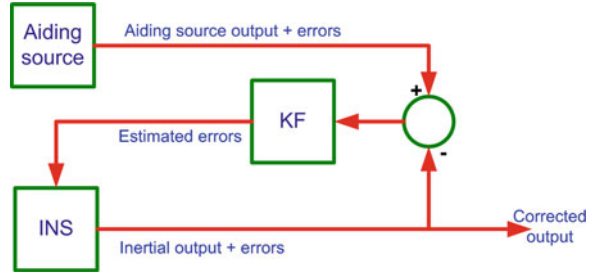 Aiding
source
Aiding source output + errors
+
KF
Estimated errors
-
INS
Inertial output + errors
Corrected
output